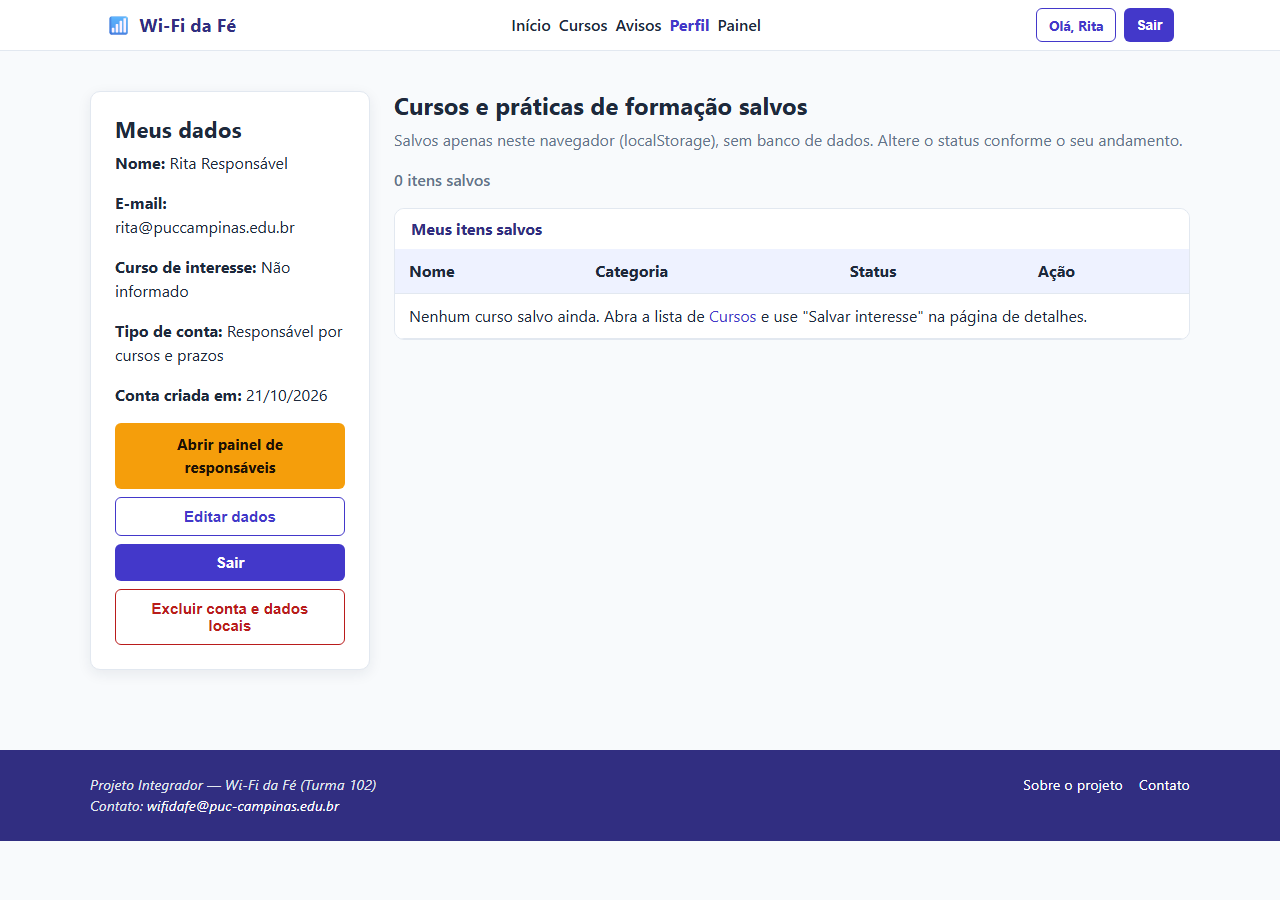 Wi-Fi da Fé
Início Cursos Avisos Perfil Painel
Olá, Rita
Sair
Meus dados
Nome: Rita Responsável
E-mail:
rita@puccampinas.edu.br
Curso de interesse: Não
informado
Tipo de conta: Responsável por
cursos e prazos
Conta criada em: 21/10/2026
Abrir painel de
responsáveis
Editar dados
Sair
Excluir conta e dados
locais
Cursos e práticas de formação salvos
Salvos apenas neste navegador (localStorage), sem banco de dados. Altere o status conforme o seu andamento.
0 itens salvos
Meus itens salvos
Nome Categoria Status Ação
Nenhum curso salvo ainda. Abra a lista de Cursos e use "Salvar interesse" na página de detalhes.
Projeto Integrador — Wi-Fi da Fé (Turma 102)
Contato: wifidafe@puc-campinas.edu.br
Sobre o projeto Contato